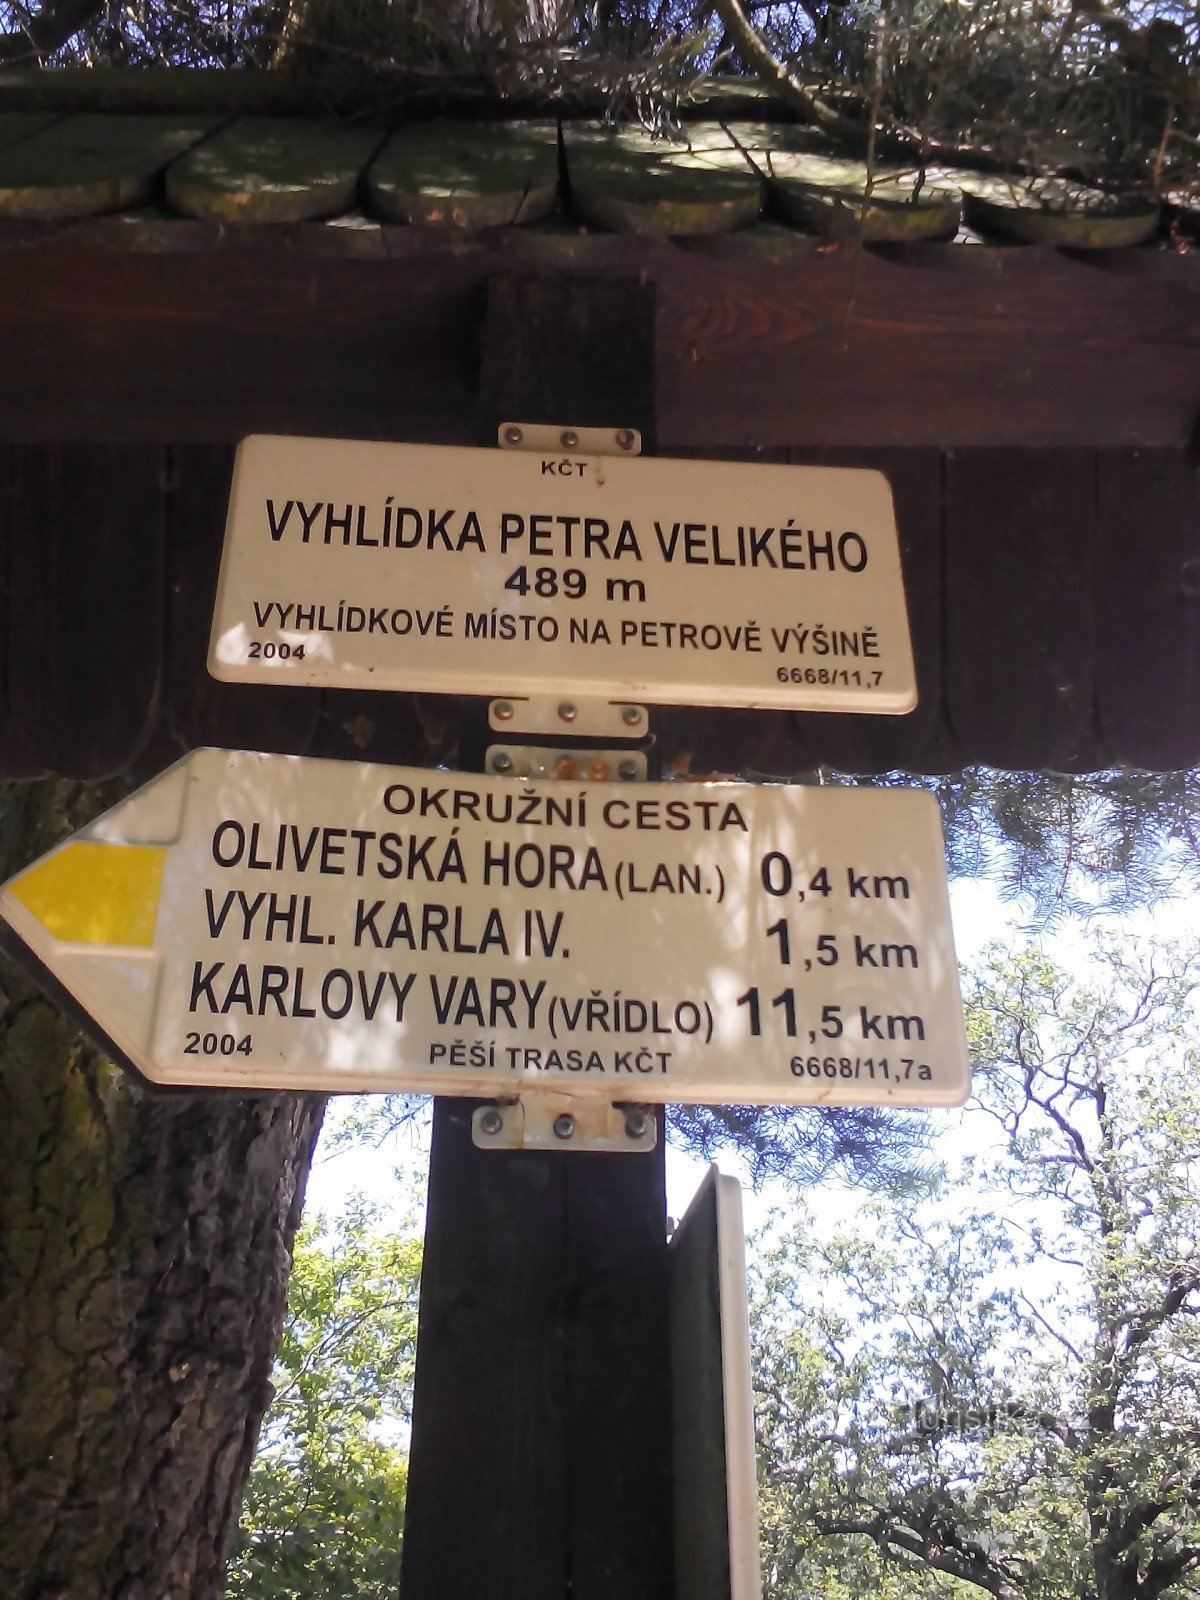 KČT
VYHLÍDKA PETRA VELIKÉHO
489 m
VYHLÍDKOVÉ MÍSTO NA PETROVĚ VÝŠINĚ
2004 6668/11,7
OKRUŽNÍ CESTA
OLIVETSKÁ HORA (LAN.) 0,4 km
VYHL. KARLA IV. 1,5 km
KARLOVY VARY (VŘÍDLO) 11,5 km
2004 PĚŠÍ TRASA KČT 6668/11,7a
Turistika.cz